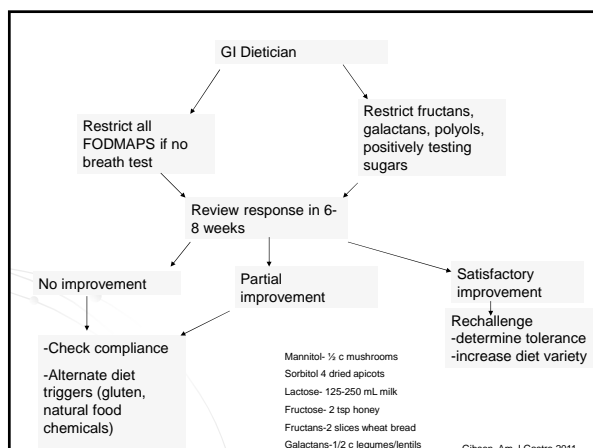 GI Dietician
Restrict all
FODMAPS if no
breath test
Restrict fructans,
galactans, polyols,
positively testing
sugars
Review response in 6-
8 weeks
No improvement
Partial
improvement
Satisfactory
improvement
-Check compliance
-Alternate diet
triggers (gluten,
natural food
chemicals)
Rechallenge
-determine tolerance
-increase diet variety
Mannitol- ½ c mushrooms
Sorbitol 4 dried apricots
Lactose- 125-250 mL milk
Fructose- 2 tsp honey
Fructans-2 slices wheat bread
Galactans-1/2 c legumes/lentils
Gibson, Am J Gastro 2011